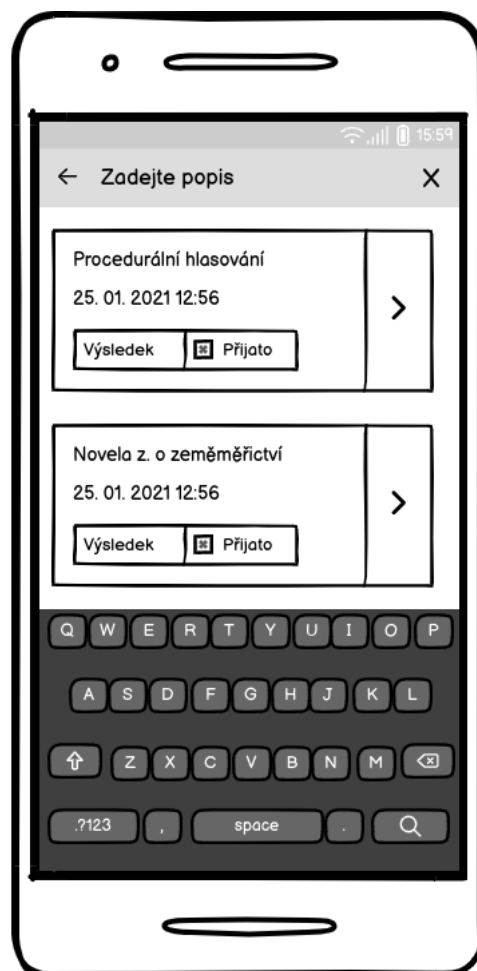 15:59
Zadejte popis
Procedurální hlasování
25. 01. 2021 12:56
Výsledek Přijato
Novela z. o zeměměřictví
25. 01. 2021 12:56
Výsledek Přijato
Q W E R T Y U I O P
A S D F G H J K L
Z X C V B N M
.?123 , space .